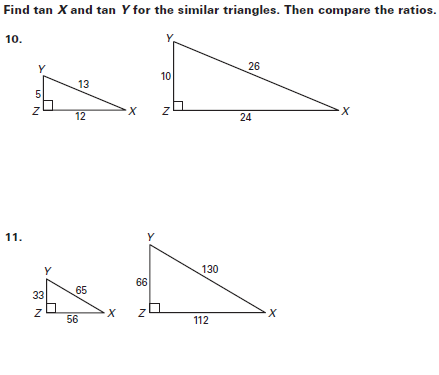 Find tan X and tan Y for the similar triangles. Then compare the ratios.
10.
Y
5
13
Z
12
X
Y
10
26
Z
24
X
11.
Y
33
65
Z
56
X
Y
66
130
Z
112
X